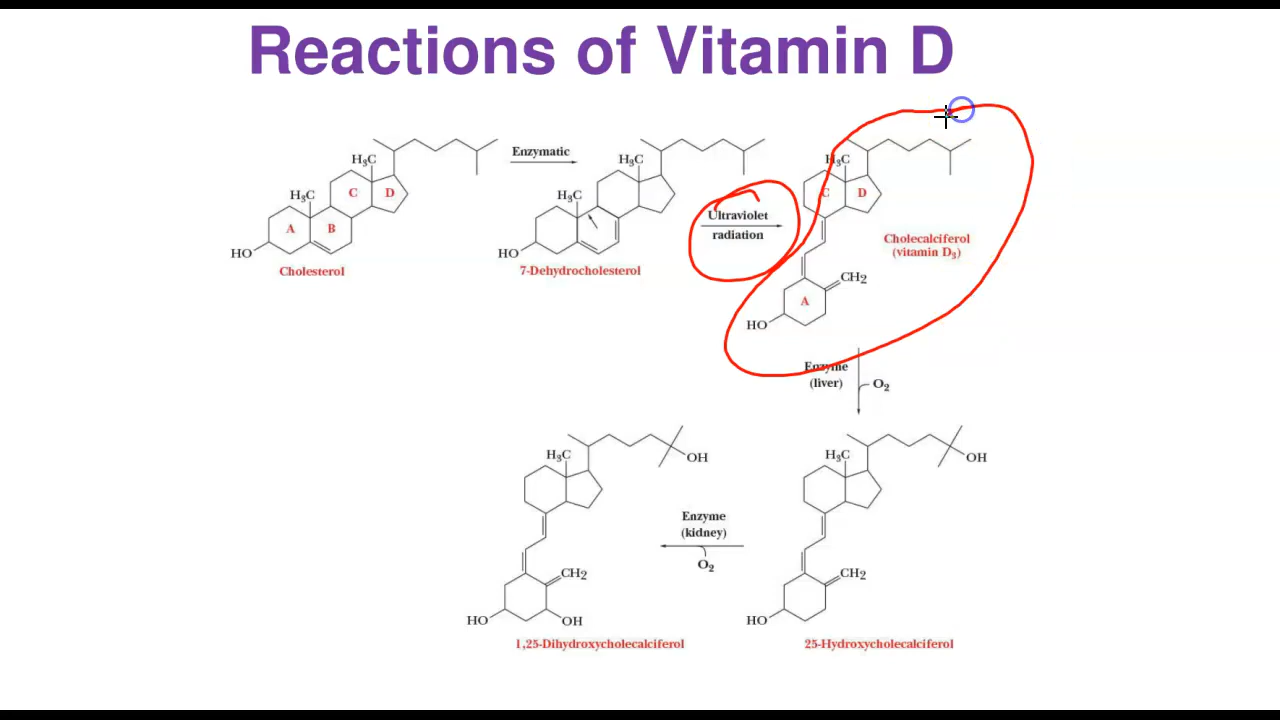 Reactions of Vitamin D
H₃C
H₃C
A
B
C
D
HO
Cholesterol
Enzymatic
H₃C
H₃C
HO
7-Dehydrocholesterol
Ultraviolet
radiation
H₃C
C
D
CH₂
A
HO
Cholecalciferol
(vitamin D₃)
Enzyme
(liver)
O₂
H₃C
OH
CH₂
HO
25-Hydroxycholecalciferol
Enzyme
(kidney)
O₂
H₃C
OH
CH₂
HO
OH
1,25-Dihydroxycholecalciferol